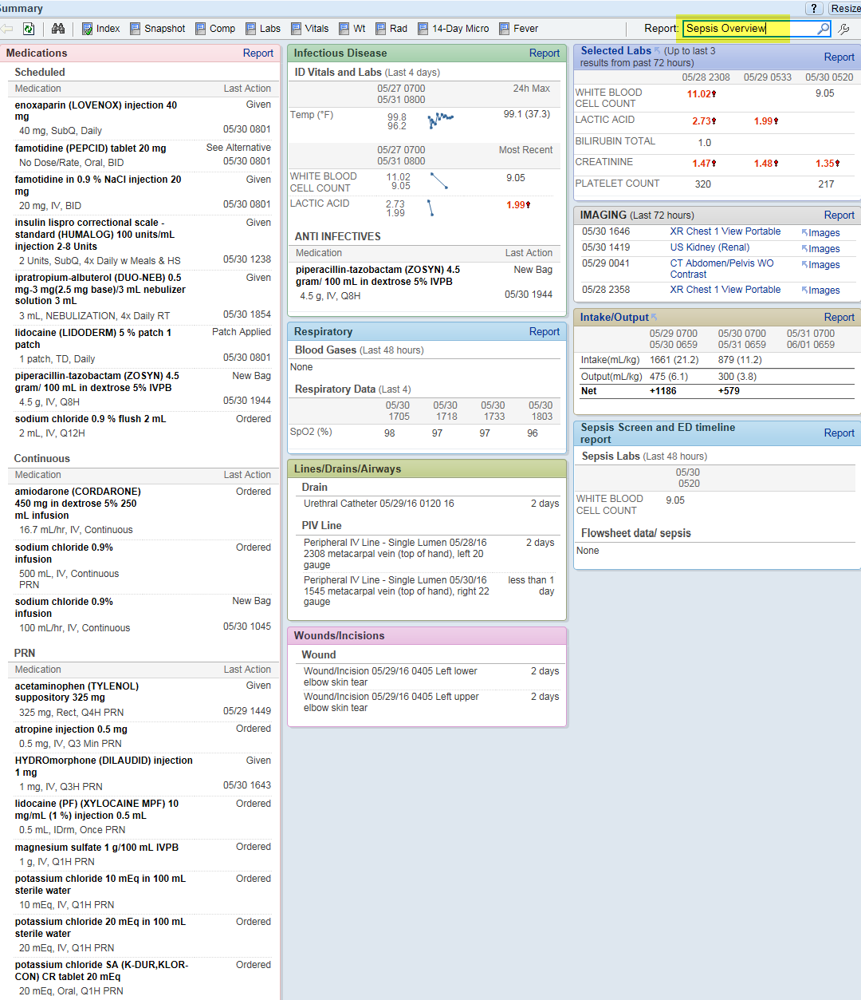 Summary
? Resize
Index Snapshot Comp Labs Vitals Wt Rad 14-Day Micro Fever Report: Sepsis Overview
Medications Report
Scheduled
Medication Last Action
enoxaparin (LOVENOX) injection 40 Given
mg
40 mg, SubQ, Daily 05/30 0801
famotidine (PEPCID) tablet 20 mg See Alternative
No Dose/Rate, Oral, BID 05/30 0801
famotidine in 0.9 % NaCl injection 20 Given
mg
20 mg, IV, BID 05/30 0801
insulin lispro correctional scale - Given
standard (HUMALOG) 100 units/mL
injection 2-8 Units
2 Units, SubQ, 4x Daily w Meals & HS 05/30 1238
ipratropium-albuterol (DUO-NEB) 0.5 Given
mg-3 mg(2.5 mg base)/3 mL nebulizer
solution 3 mL
3 mL, NEBULIZATION, 4x Daily RT 05/30 1854
lidocaine (LIDODERM) 5 % patch 1 Patch Applied
patch
1 patch, TD, Daily 05/30 0801
piperacillin-tazobactam (ZOSYN) 4.5 New Bag
gram/ 100 mL in dextrose 5% IVPB
4.5 g, IV, Q8H 05/30 1944
sodium chloride 0.9 % flush 2 mL Ordered
2 mL, IV, Q12H
Continuous
Medication Last Action
amiodarone (CORDARONE) Ordered
450 mg in dextrose 5% 250
mL infusion
16.7 mL/hr, IV, Continuous
sodium chloride 0.9% Ordered
infusion
500 mL, IV, Continuous
PRN
sodium chloride 0.9% New Bag
infusion
100 mL/hr, IV, Continuous 05/30 1045
PRN
Medication Last Action
acetaminophen (TYLENOL) Given
suppository 325 mg
325 mg, Rect, Q4H PRN 05/29 1449
atropine injection 0.5 mg Ordered
0.5 mg, IV, Q3 Min PRN
HYDROmorphone (DILAUDID) injection Given
1 mg
1 mg, IV, Q3H PRN 05/30 1643
lidocaine (PF) (XYLOCAINE MPF) 10 Ordered
mg/mL (1 %) injection 0.5 mL
0.5 mL, IDrm, Once PRN
magnesium sulfate 1 g/100 mL IVPB Ordered
1 g, IV, Q1H PRN
potassium chloride 10 mEq in 100 mL Ordered
sterile water
10 mEq, IV, Q1H PRN
potassium chloride 20 mEq in 100 mL Ordered
sterile water
20 mEq, IV, Q1H PRN
potassium chloride SA (K-DUR,KLOR- Ordered
CON) CR tablet 20 mEq
20 mEq, Oral, Q1H PRN
Infectious Disease Report
ID Vitals and Labs (Last 4 days)
05/27 0700 24h Max
05/31 0800
Temp (°F) 99.8 99.1 (37.3)
96.2
05/27 0700 Most Recent
05/31 0800
WHITE BLOOD 11.02 9.05
CELL COUNT 9.05
LACTIC ACID 2.73 1.99
1.99
ANTI INFECTIVES
Medication Last Action
piperacillin-tazobactam (ZOSYN) 4.5 New Bag
gram/ 100 mL in dextrose 5% IVPB
4.5 g, IV, Q8H 05/30 1944
Respiratory Report
Blood Gases (Last 48 hours)
None
Respiratory Data (Last 4)
05/30 05/30 05/30 05/30
1705 1718 1733 1803
SpO2 (%) 98 97 97 96
Lines/Drains/Airways
Drain
Urethral Catheter 05/29/16 0120 16 2 days
PIV Line
Peripheral IV Line - Single Lumen 05/28/16 2 days
2308 metacarpal vein (top of hand), left 20
gauge
Peripheral IV Line - Single Lumen 05/30/16 less than 1
1545 metacarpal vein (top of hand), right 22 day
gauge
Wounds/Incisions
Wound
Wound/Incision 05/29/16 0405 Left lower 2 days
elbow skin tear
Wound/Incision 05/29/16 0405 Left upper 2 days
elbow skin tear
Selected Labs (Up to last 3 Report
results from past 72 hours)
05/28 2308 05/29 0533 05/30 0520
WHITE BLOOD 11.02 9.05
CELL COUNT
LACTIC ACID 2.73 1.99
BILIRUBIN TOTAL 1.0
CREATININE 1.47 1.48 1.35
PLATELET COUNT 320 217
IMAGING (Last 72 hours) Report
05/30 1646 XR Chest 1 View Portable Images
05/30 1419 US Kidney (Renal) Images
05/29 0041 CT Abdomen/Pelvis WO Images
Contrast
05/28 2358 XR Chest 1 View Portable Images
Intake/Output Report
05/29 0700 05/30 0700 05/31 0700
05/30 0659 05/31 0659 06/01 0659
Intake(mL/kg) 1661 (21.2) 879 (11.2)
Output(mL/kg) 475 (6.1) 300 (3.8)
Net +1186 +579
Sepsis Screen and ED timeline Report
report
Sepsis Labs (Last 48 hours)
05/30
0520
WHITE BLOOD 9.05
CELL COUNT
Flowsheet data/ sepsis
None